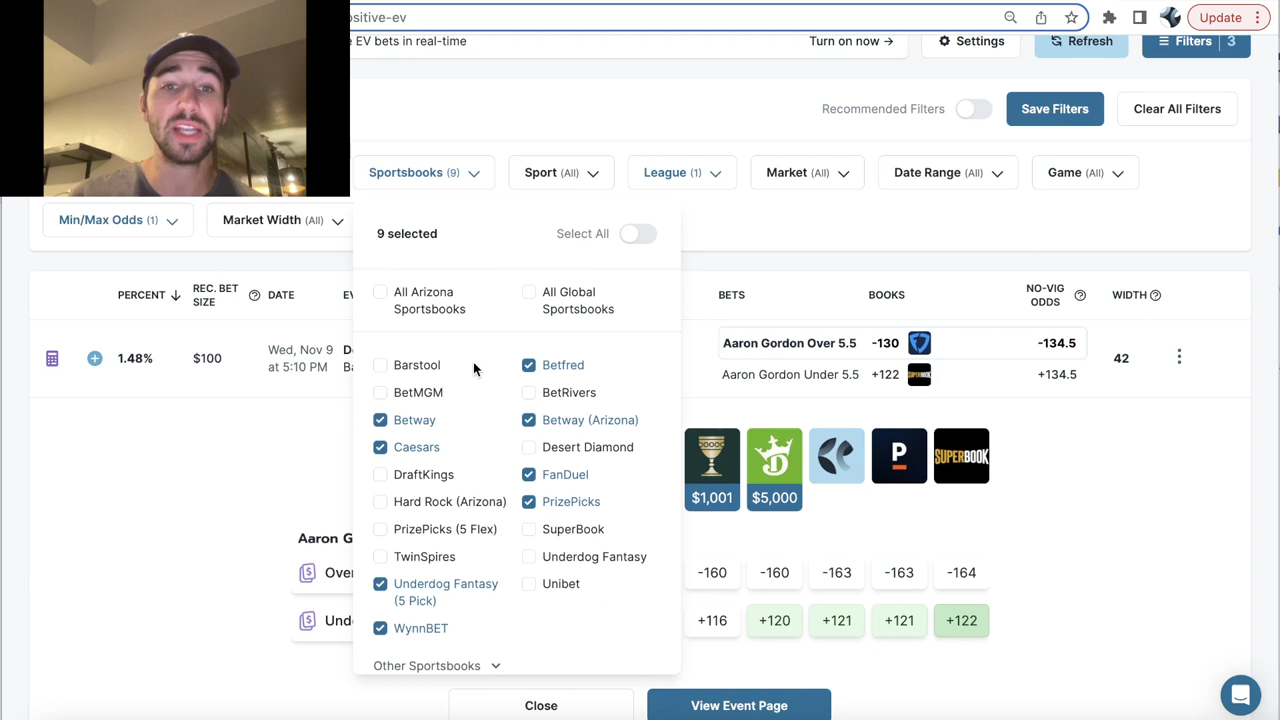 sitive-ev
Update
E EV bets in real-time
Turn on now →
Settings
Refresh
Filters 3
Recommended Filters
Save Filters
Clear All Filters
Sportsbooks (9)
Sport (All)
League (1)
Market (All)
Date Range (All)
Game (All)
Min/Max Odds (1)
Market Width (All)
9 selected
Select All
All Arizona
Sportsbooks
All Global
Sportsbooks
PERCENT
REC. BET
SIZE
DATE
EV
BETS
BOOKS
NO-VIG
ODDS
WIDTH
1.48%
$100
Wed, Nov 9
at 5:10 PM
Aaron Gordon Over 5.5
-130
-134.5
Aaron Gordon Under 5.5
+122
SUPERBOOK
+134.5
42
Barstool
Betfred
BetMGM
BetRivers
Betway
Betway (Arizona)
Caesars
Desert Diamond
DraftKings
FanDuel
Hard Rock (Arizona)
PrizePicks
PrizePicks (5 Flex)
SuperBook
TwinSpires
Underdog Fantasy
Underdog Fantasy
(5 Pick)
Unibet
WynnBET
Other Sportsbooks
P
SUPERBOOK
$1,001
$5,000
Aaron G
Over
-160
-160
-163
-163
-164
Und
+116
+120
+121
+121
+122
Close
View Event Page